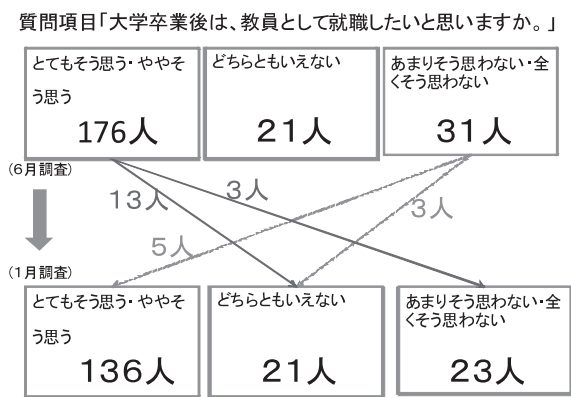 質問項目「大学卒業後は、教員として就職したいと思いますか。」
とてもそう思う・ややそ
う思う
176人
どちらともいえない
21人
あまりそう思わない・全
くそう思わない
31人
(6月調査)
13人
3人
3人
5人
(1月調査)
とてもそう思う・ややそ
う思う
136人
どちらともいえない
21人
あまりそう思わない・全
くそう思わない
23人